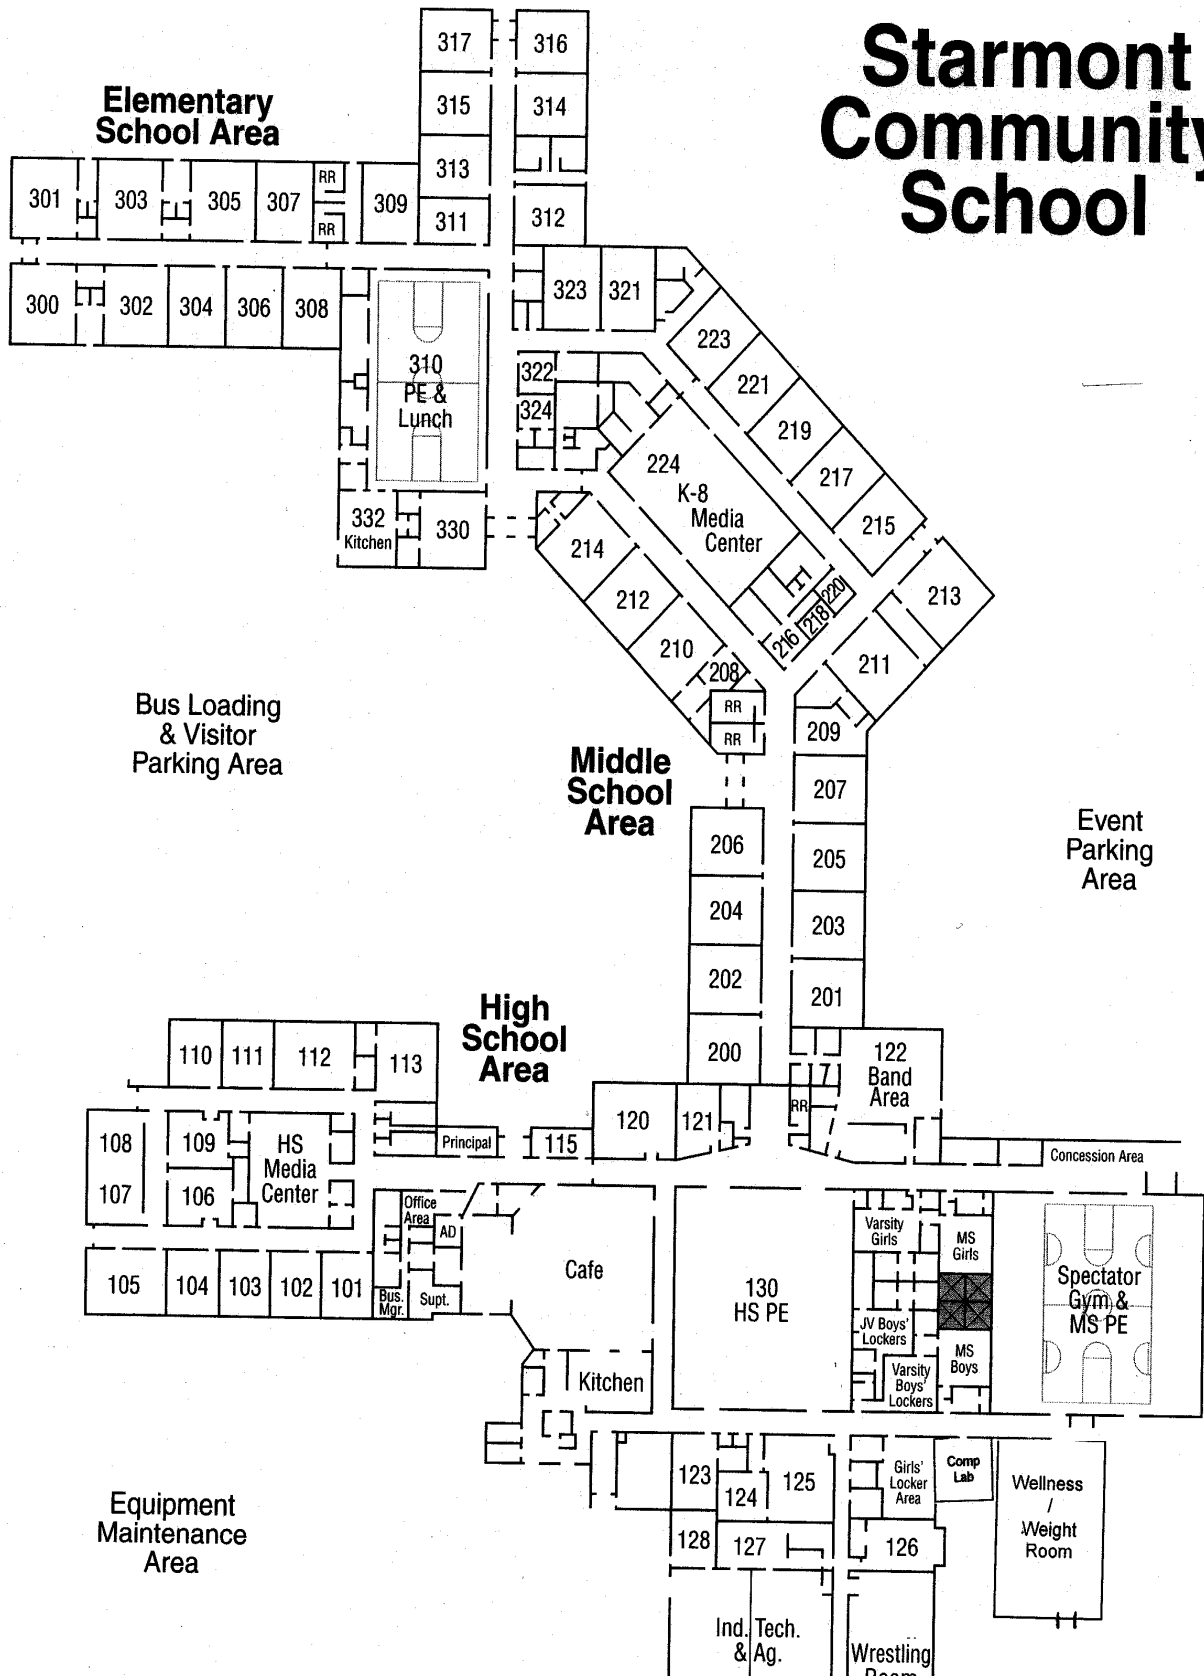 Starmont
Community
School
Elementary
School Area
317
316
315
314
313
312
311
301
303
305
307
RR
RR
309
300
302
304
306
308
310
PE &
Lunch
323
321
322
324
332
Kitchen
330
223
221
219
217
215
224
K-8
Media
Center
214
212
210
208
RR
RR
216
218
220
213
211
209
207
205
203
201
206
204
202
200
Bus Loading
& Visitor
Parking Area
Middle
School
Area
Event
Parking
Area
High
School
Area
110
111
112
113
108
107
109
106
HS
Media
Center
105
104
103
102
101
Principal
115
120
121
RR
122
Band
Area
Concession Area
Office
Area
AD
Bus.
Mgr.
Supt.
Cafe
Kitchen
130
HS PE
Varsity
Girls
MS
Girls
JV Boys'
Lockers
Varsity
Boys'
Lockers
MS
Boys
Spectator
Gym &
MS PE
123
124
125
128
127
Girls'
Locker
Area
Comp
Lab
126
Wellness
/
Weight
Room
Equipment
Maintenance
Area
Ind. Tech.
& Ag.
Wrestling
Room